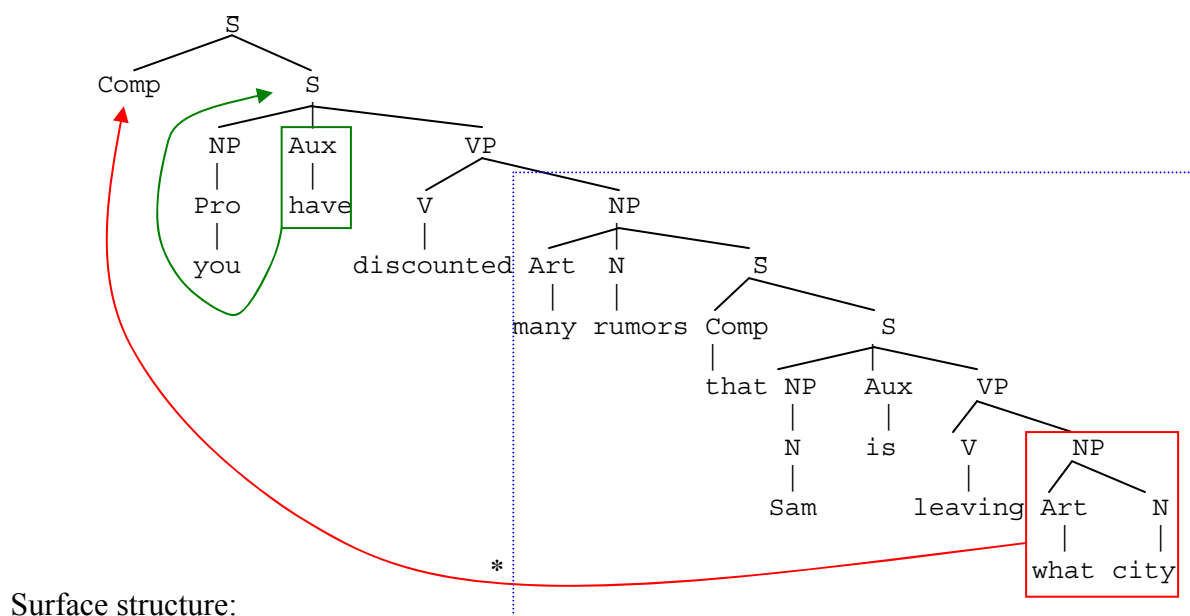 S̄
Comp S
NP Aux VP
Pro have V NP
you discounted Art N S̄
many rumors Comp S
that NP Aux VP
N is V NP
Sam leaving Art N
* what city
Surface structure: